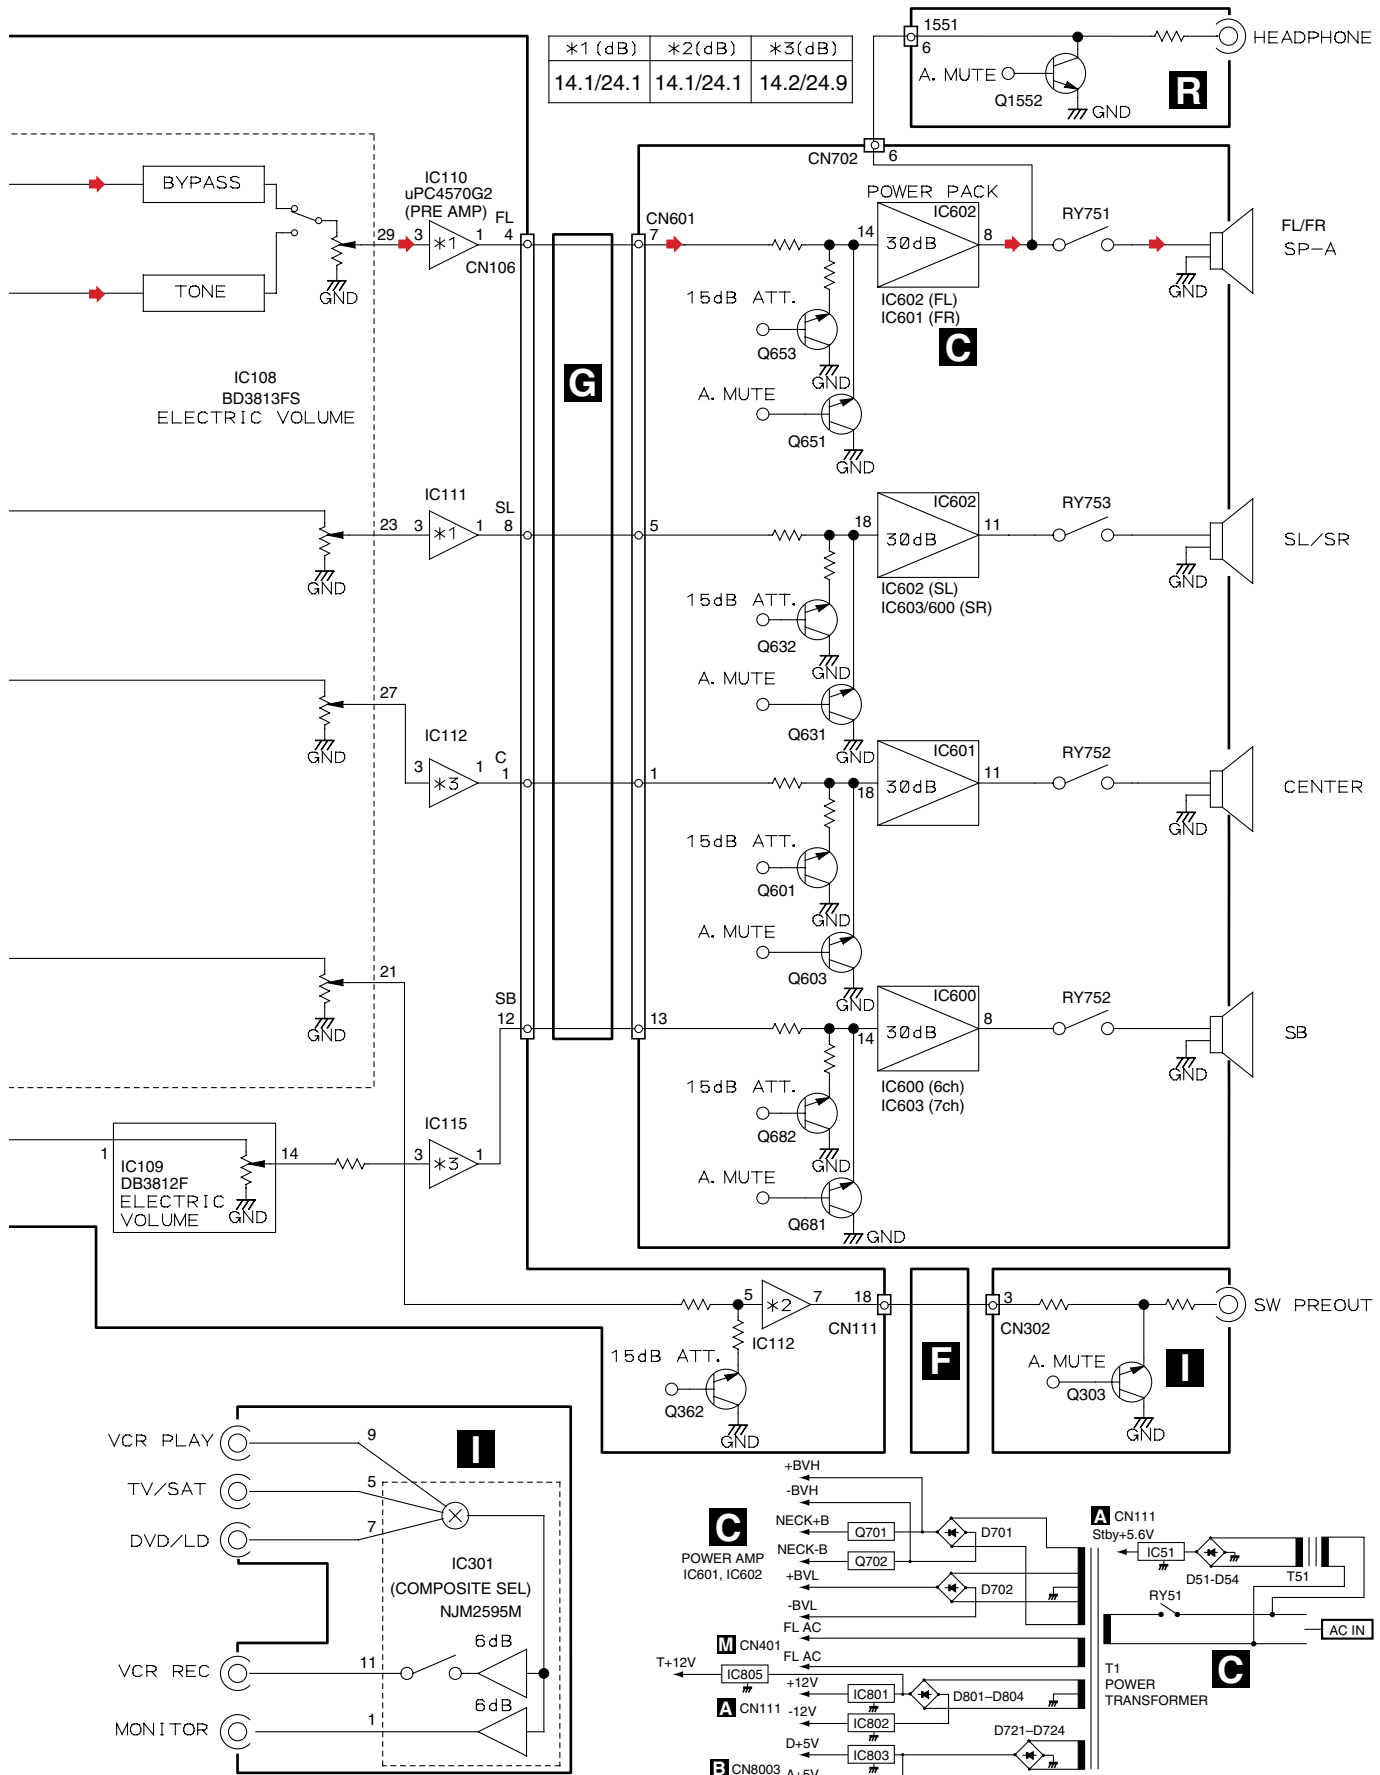 1551
6
HEADPHONE
A. MUTE
Q1552
GND
R
*1(dB) *2(dB) *3(dB)
14.1/24.1 14.1/24.1 14.2/24.9
CN702 6
BYPASS
TONE
GND
29
IC110
uPC4570G2
(PRE AMP)
3 *1 1
FL
4
CN106
IC108
BD3813FS
ELECTRIC VOLUME
G
CN601
7
15dB ATT.
Q653
GND
A. MUTE
Q651
GND
POWER PACK
IC602
14 30dB 8
IC602 (FL)
IC601 (FR)
C
RY751
GND
FL/FR
SP-A
GND
23
IC111
3 *1 1
SL
8
5
15dB ATT.
Q632
GND
A. MUTE
Q631
GND
IC602
18 30dB 11
IC602 (SL)
IC603/600 (SR)
RY753
GND
SL/SR
GND
27
IC112
3 *3 1
C
1
1
15dB ATT.
Q601
GND
A. MUTE
Q603
GND
IC601
18 30dB 11
RY752
GND
CENTER
GND
21
SB
12
13
15dB ATT.
Q682
GND
A. MUTE
Q681
GND
IC600
14 30dB 8
IC600 (6ch)
IC603 (7ch)
RY752
GND
SB
1
IC109
DB3812F
ELECTRIC
VOLUME
GND
14
IC115
3 *3 1
5 *2 7
IC112
15dB ATT.
Q362
GND
18
CN111
F
3
CN302
A. MUTE
Q303
GND
I
SW PREOUT
VCR PLAY 9
TV/SAT 5
DVD/LD 7
I
IC301
(COMPOSITE SEL)
NJM2595M
6dB
VCR REC 11
6dB
MONITOR 1
C
POWER AMP
IC601, IC602
+BVH
-BVH
NECK+B Q701 D701
NECK-B Q702
+BVL
D702
-BVL
FL AC
M CN401
FL AC
T+12V IC805
+12V IC801 D801–D804
A CN111 -12V IC802
D+5V IC803 D721–D724
B CN8003 A+5V
A CN111
Stby+5.6V
IC51
D51-D54
T51
RY51
AC IN
C
T1
POWER
TRANSFORMER